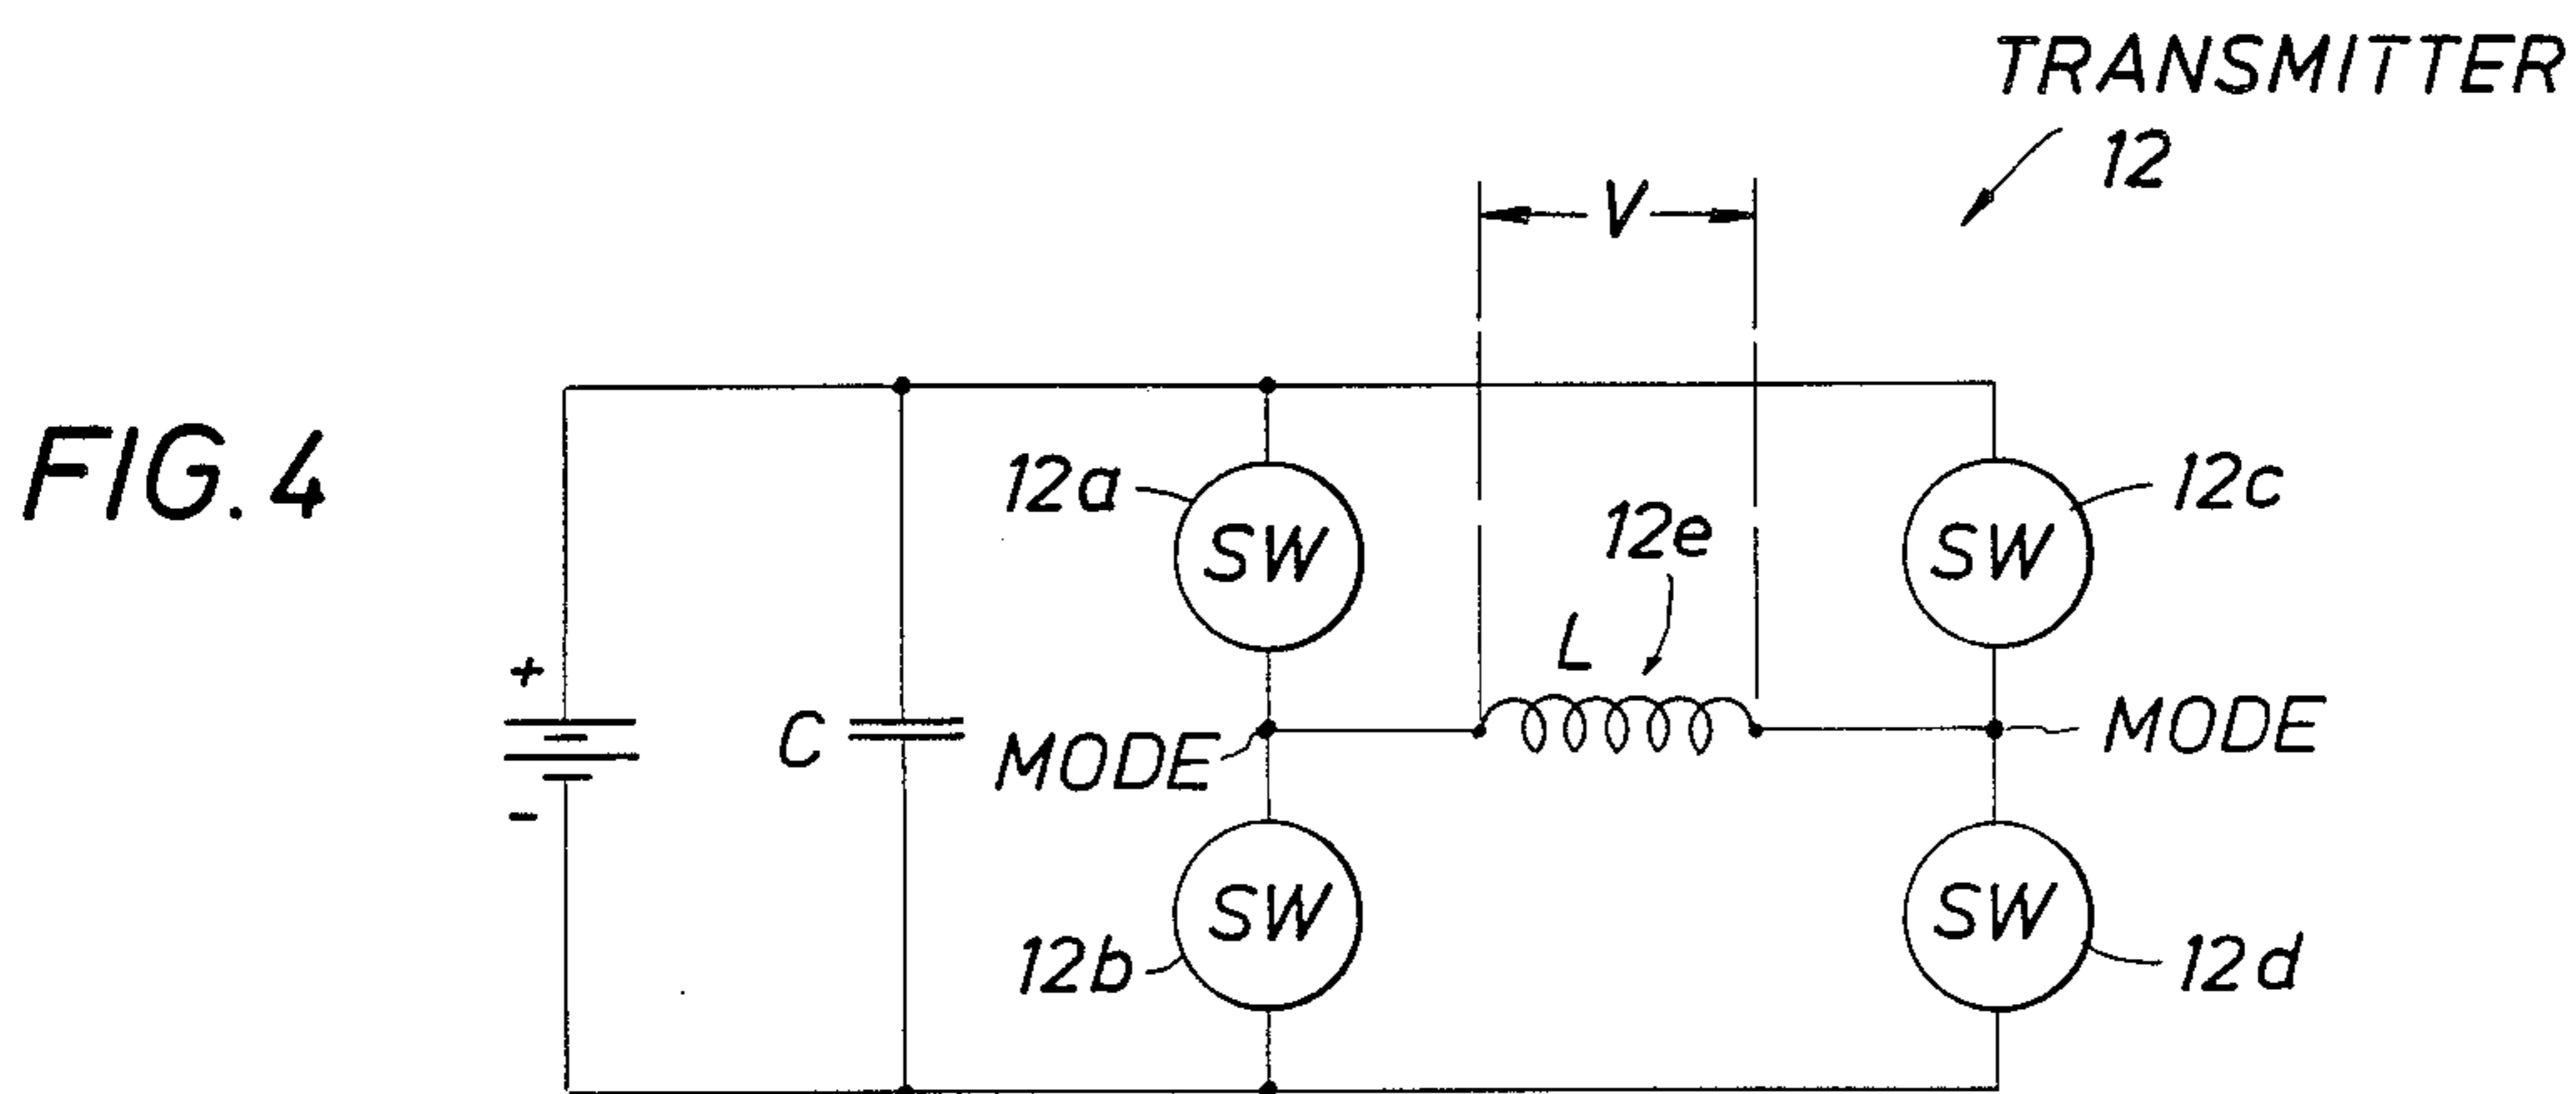 TRANSMITTER
12
V
FIG. 4
12a
SW
12e
SW
12c
L
+
C
MODE
MODE
-
12b
SW
SW
12d